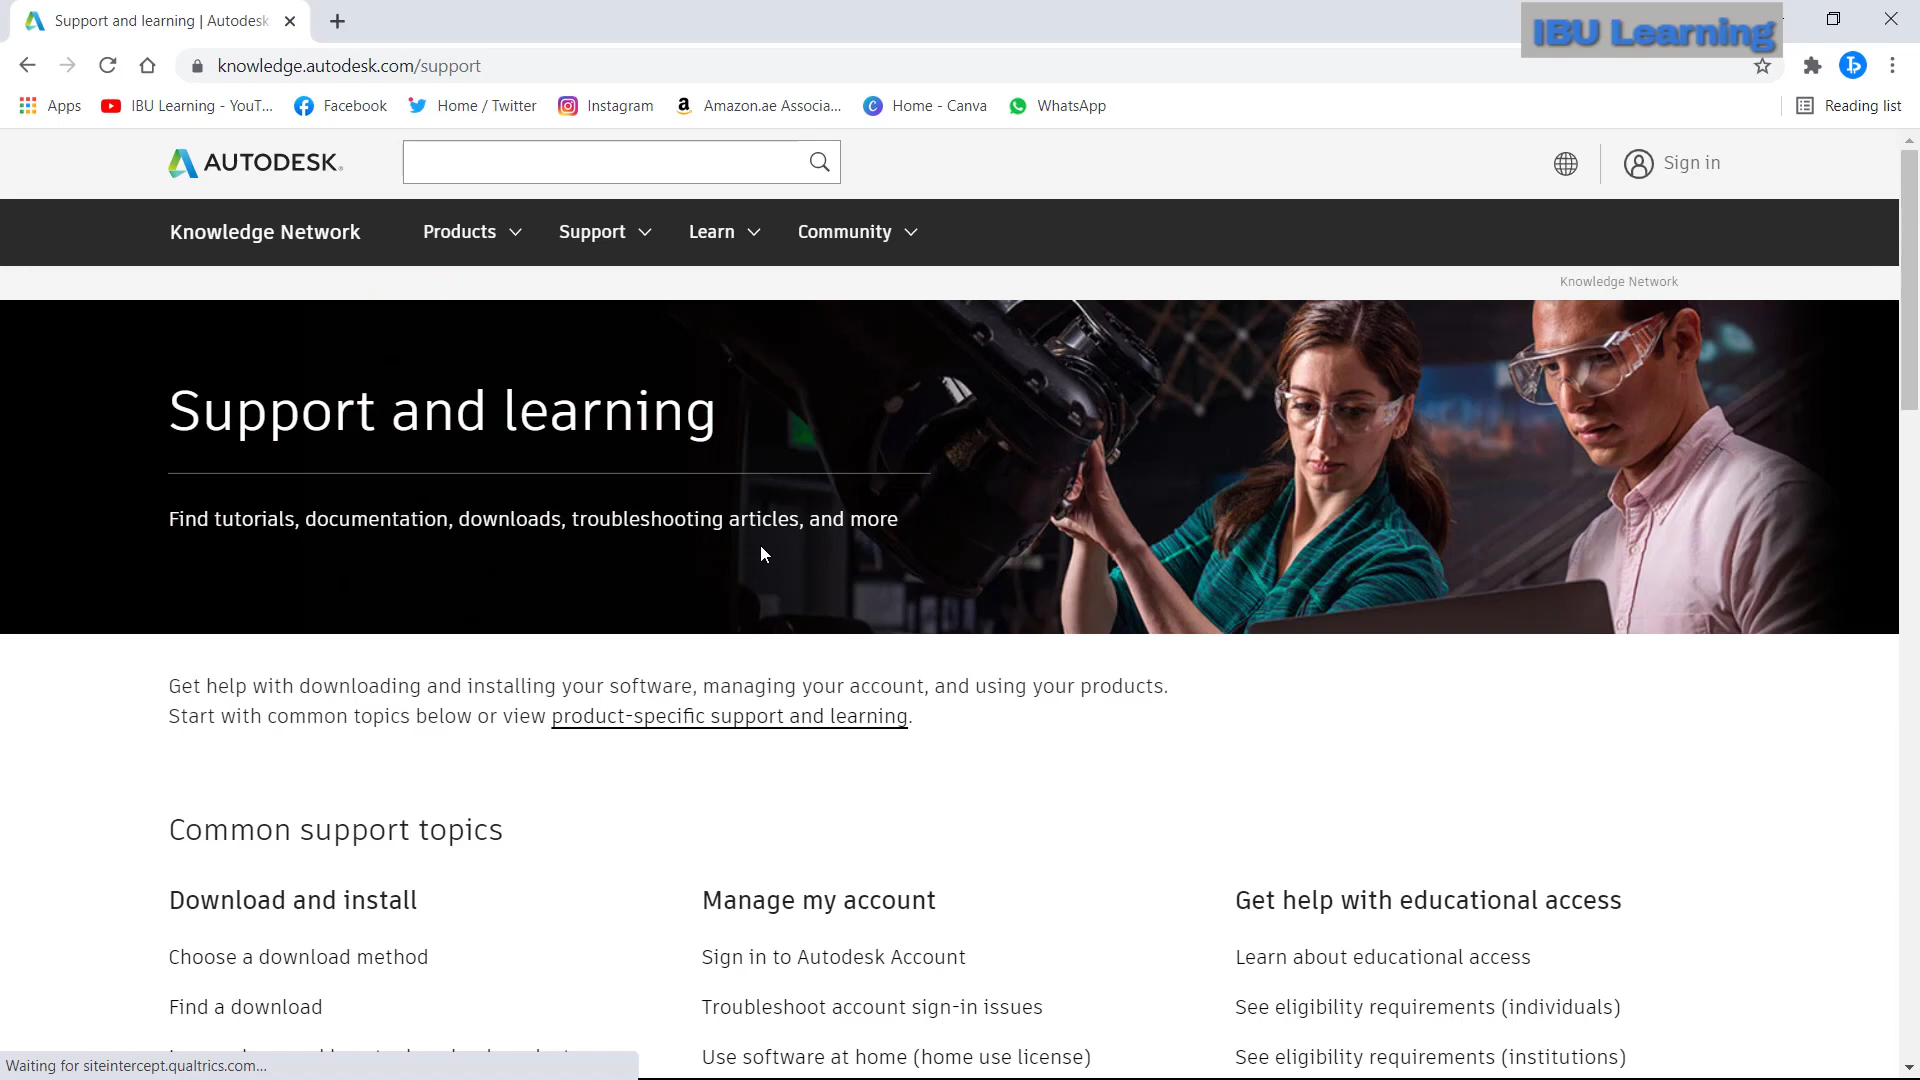 Support and learning | Autodesk
IBU Learning
knowledge.autodesk.com/support
Apps
IBU Learning - YouT...
Facebook
Home / Twitter
Instagram
Amazon.ae Associa...
Home - Canva
WhatsApp
Reading list
AUTODESK
Sign in
Knowledge Network
Products
Support
Learn
Community
Knowledge Network
Support and learning
Find tutorials, documentation, downloads, troubleshooting articles, and more
Get help with downloading and installing your software, managing your account, and using your products.
Start with common topics below or view product-specific support and learning.
Common support topics
Download and install
Choose a download method
Find a download
Manage my account
Sign in to Autodesk Account
Troubleshoot account sign-in issues
Use software at home (home use license)
Get help with educational access
Learn about educational access
See eligibility requirements (individuals)
See eligibility requirements (institutions)
Waiting for siteintercept.qualtrics.com...